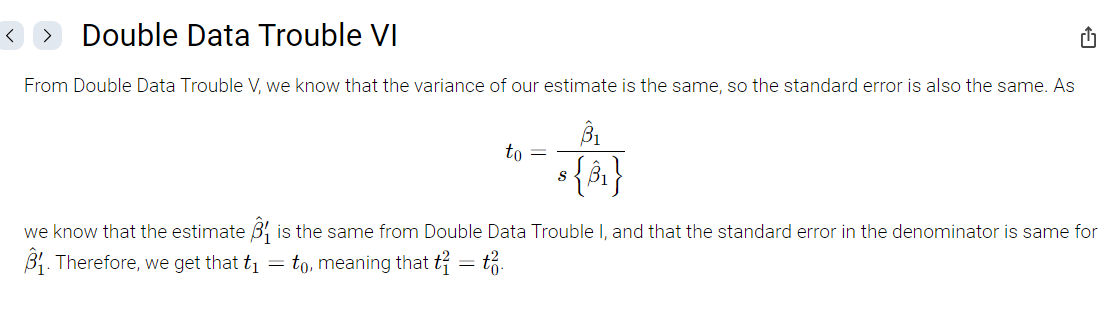 Double Data Trouble VI
From Double Data Trouble V, we know that the variance of our estimate is the same, so the standard error is also the same. As
t₀ = β̂₁ / s{β̂₁}
we know that the estimate β̂₁′ is the same from Double Data Trouble I, and that the standard error in the denominator is same for
β̂₁′. Therefore, we get that t₁ = t₀, meaning that t₁² = t₀².